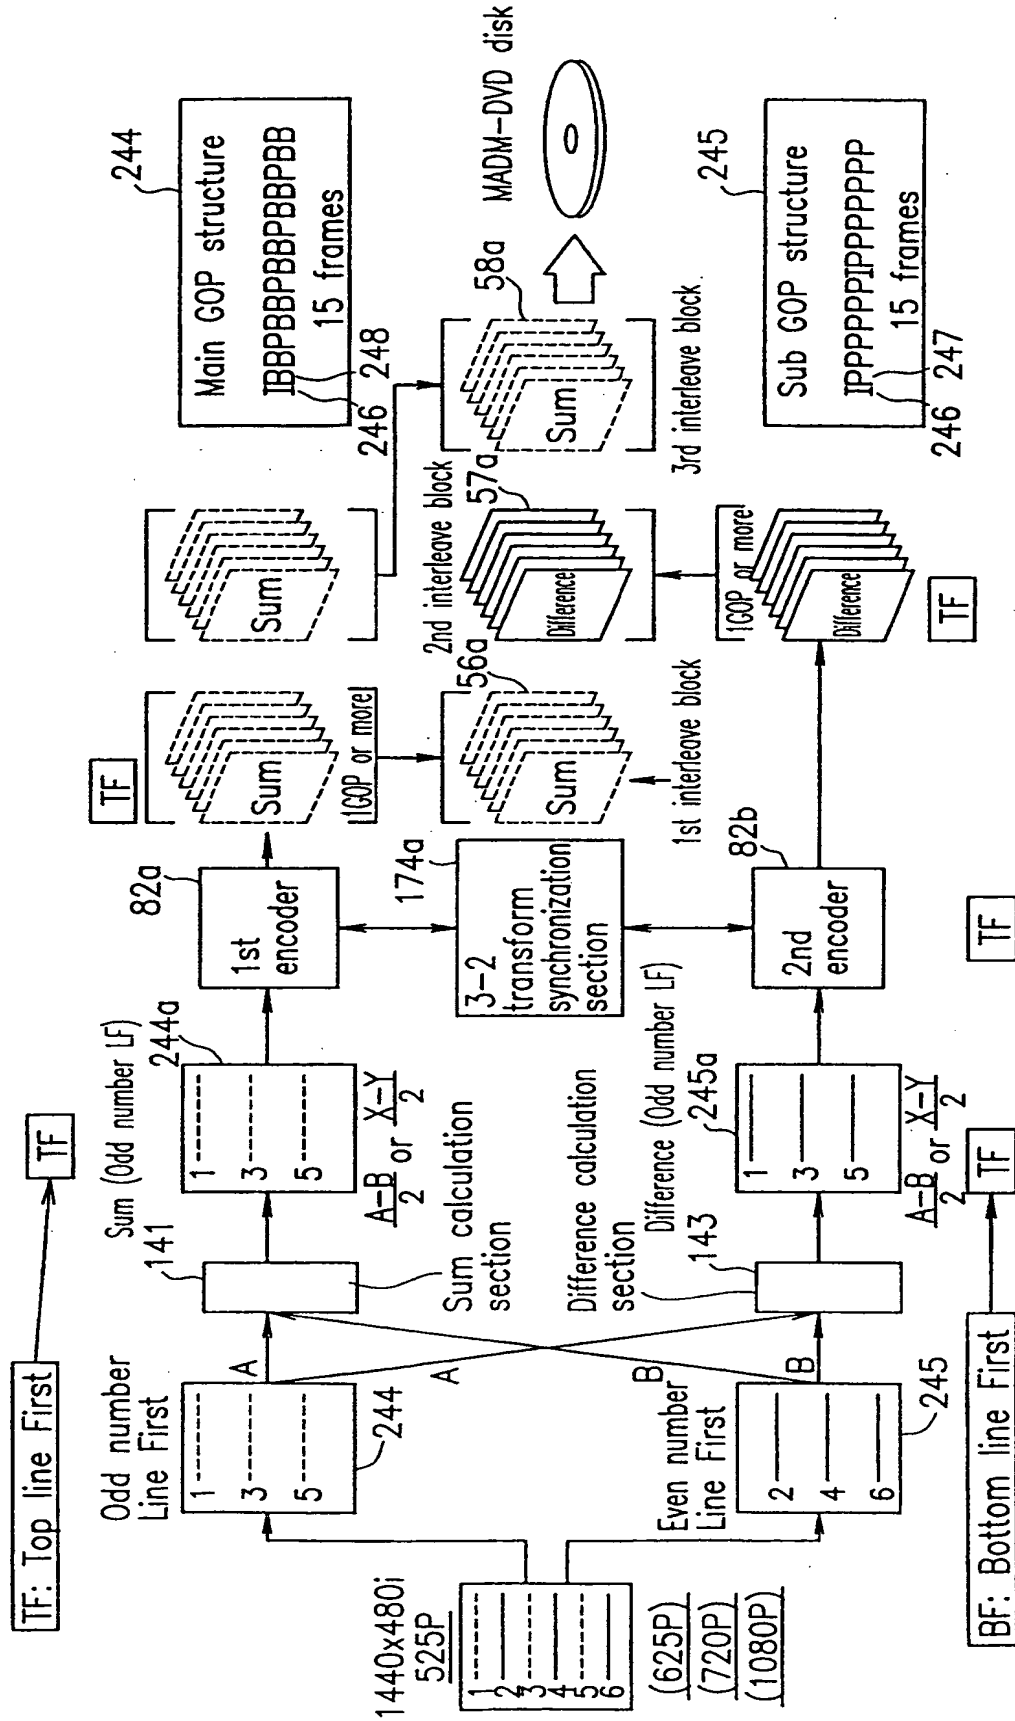 TF: Top line First
TF
1440x480i
525P
1
2
3
4
5
6
(625P)
(720P)
(1080P)
Odd number
Line First
1
3
5
244
Even number
Line First
2
4
6
245
A
A
B
B
141
Sum calculation
section
Difference calculation
section
143
Sum (Odd number LF)
244a
1
3
5
A-B
2
or
X-Y
2
Difference (Odd number LF)
245a
1
3
5
A-B
2
or
X-Y
2
BF: Bottom line First
TF
82a
1st
encoder
174a
3-2
transform
synchronization
section
82b
2nd
encoder
TF
TF
Sum
1GOP or more
Sum
56a
1st interleave block
Sum
2nd interleave block
57a
Difference
1GOP or more
Difference
TF
58a
Sum
3rd interleave block
MADM-DVD disk
244
Main GOP structure
IBBPBBPBBPBBPBB
15 frames
246
248
245
Sub GOP structure
IPPPPPPIPPPPPPP
15 frames
246
247